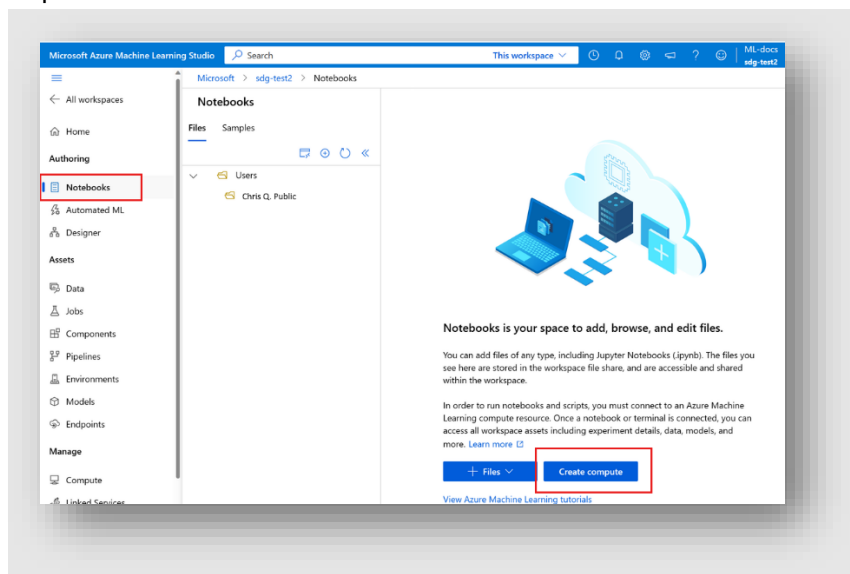 Microsoft Azure Machine Learning Studio
Search
This workspace
ML-docs
sdg-test2
Microsoft > sdg-test2 > Notebooks
All workspaces
Home
Authoring
Notebooks
Automated ML
Designer
Assets
Data
Jobs
Components
Pipelines
Environments
Models
Endpoints
Manage
Compute
Linked Services
Notebooks
Files Samples
Users
Chris Q. Public
Notebooks is your space to add, browse, and edit files.
You can add files of any type, including Jupyter Notebooks (.ipynb). The files you
see here are stored in the workspace file share, and are accessible and shared
within the workspace.
In order to run notebooks and scripts, you must connect to an Azure Machine
Learning compute resource. Once a notebook or terminal is connected, you can
access all workspace assets including experiment details, data, models, and
more. Learn more
+ Files
Create compute
View Azure Machine Learning tutorials